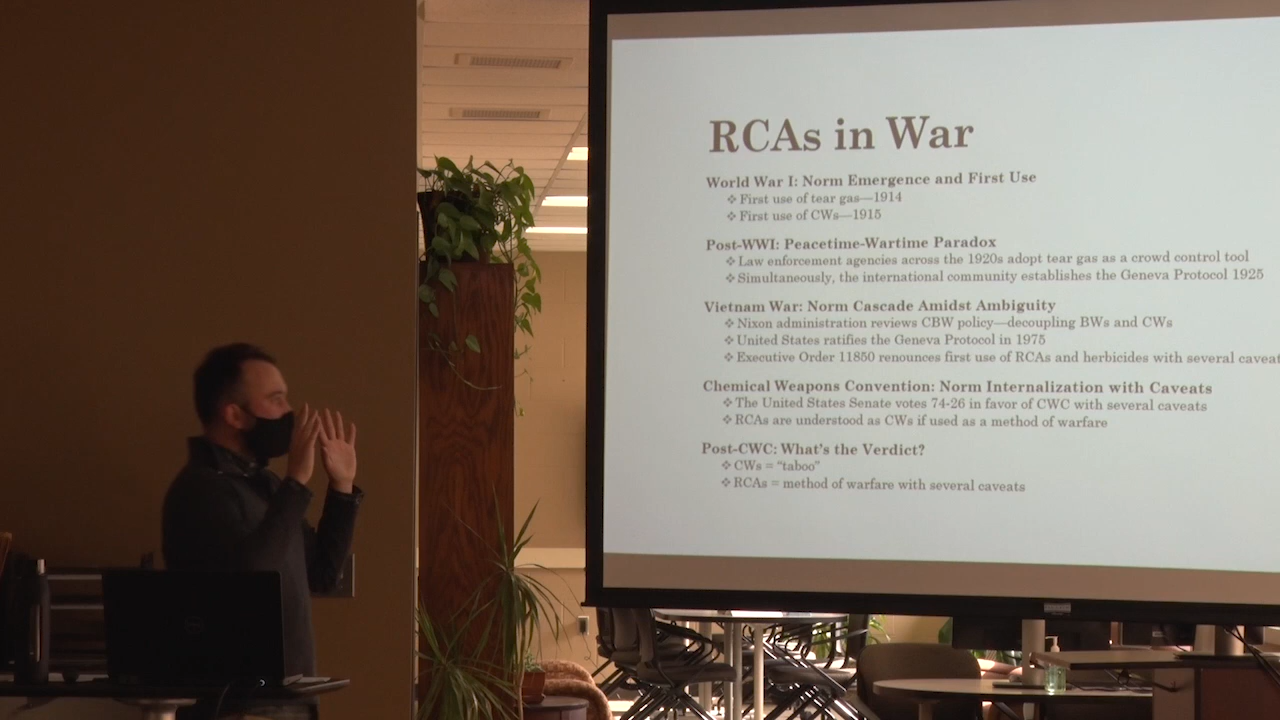 RCAs in War
World War I: Norm Emergence and First Use
❖ First use of tear gas—1914
❖ First use of CWs—1915
Post-WWI: Peacetime-Wartime Paradox
❖ Law enforcement agencies across the 1920s adopt tear gas as a crowd control tool
❖ Simultaneously, the international community establishes the Geneva Protocol 1925
Vietnam War: Norm Cascade Amidst Ambiguity
❖ Nixon administration reviews CBW policy—decoupling BWs and CWs
❖ United States ratifies the Geneva Protocol in 1975
❖ Executive Order 11850 renounces first use of RCAs and herbicides with several
Chemical Weapons Convention: Norm Internalization with Caveats
❖ The United States Senate votes 74-26 in favor of CWC with several caveats
❖ RCAs are understood as CWs if used as a method of warfare
Post-CWC: What's the Verdict?
❖ CWs = "taboo"
❖ RCAs = method of warfare with several caveats